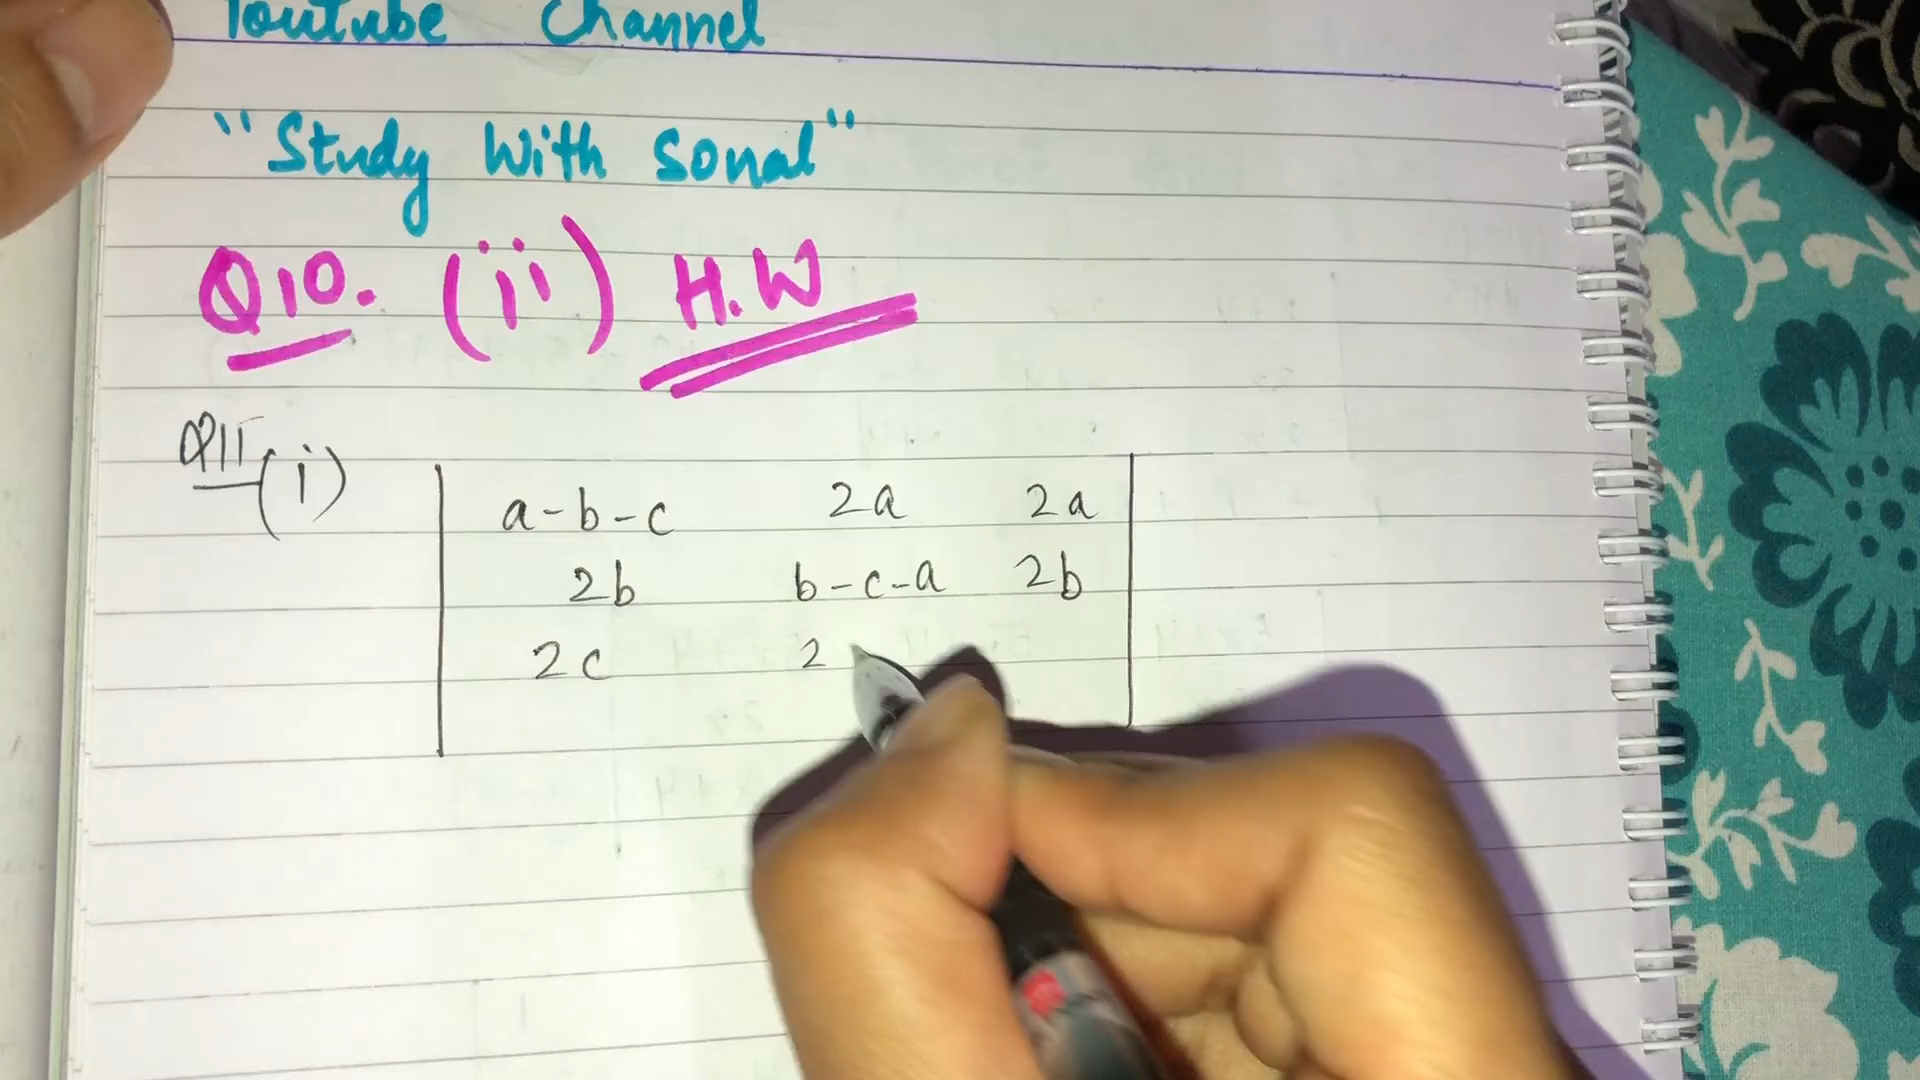 Youtube Channel
"Study With Sonal"
Q10. (ii) H.W
Q11 (i)
a-b-c 2a 2a
2b b-c-a 2b
2c 2